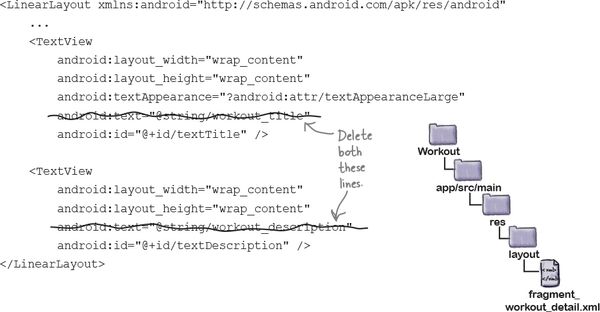 <LinearLayout xmlns:android="http://schemas.android.com/apk/res/android"
...
<TextView
android:layout_width="wrap_content"
android:layout_height="wrap_content"
android:textAppearance="?android:attr/textAppearanceLarge"
android:text="@string/workout_title"
android:id="@+id/textTitle" />
<TextView
android:layout_width="wrap_content"
android:layout_height="wrap_content"
android:text="@string/workout_description"
android:id="@+id/textDescription" />
</LinearLayout>
Delete
both
these
lines.
Workout
app/src/main
res
layout
<xml>
</xml>
fragment_
workout_detail.xml